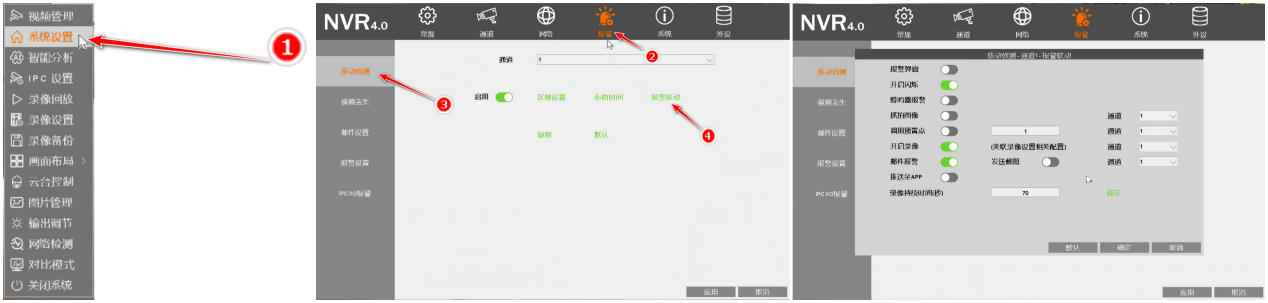 视频管理
系统设置
智能分析
IPC 设置
录像回放
录像设置
录像备份
画面布局 >
云台控制
图片管理
输出调节
网络检测
对比模式
关闭系统
1
NVR4.0
常规 通道 网络 报警 系统 外设
2
移动侦测
视频丢失
邮件设置
报警设置
IPC I/O报警
3
通道 1
启用 区域设置 布防时间 报警联动
4
复制 默认
应用 取消
NVR4.0
常规 通道 网络 报警 系统 外设
移动侦测
视频丢失
邮件设置
报警设置
IPC I/O报警
移动侦测 - 通道1 - 报警联动
报警弹窗
开启闪烁
蜂鸣器报警
抓拍图像 通道 1
调用预置点 1 通道 1
开启录像 (关联录像设置相关配置) 通道 1
邮件报警 发送截图 通道 1
推送至APP
录像持续时间(秒) 70 提示
默认 确定 取消
应用 取消